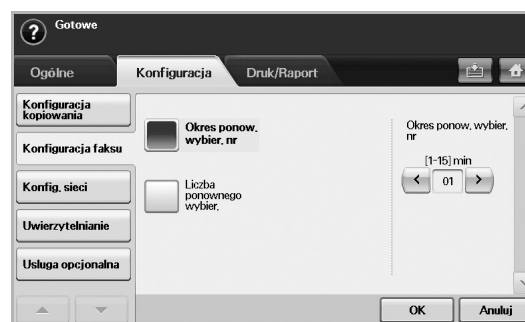 ? Gotowe
Ogólne Konfiguracja Druk/Raport
Konfiguracja
kopiowania
Konfiguracja faksu
Konfig. sieci
Uwierzytelnianie
Usługa opcjonalna
Okres ponow.
wybier. nr
Liczba
ponownego
wybier.
Okres ponow. wybier.
nr
[1-15] min
< 01 >
OK Anuluj